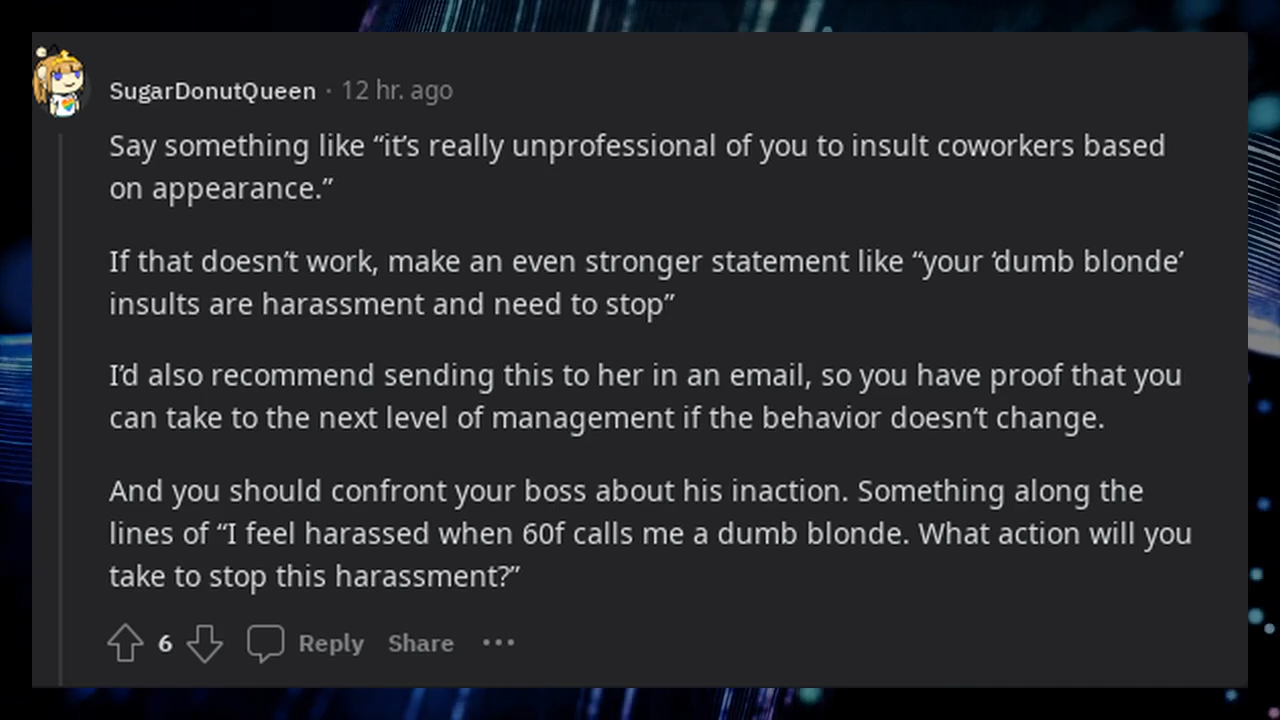 SugarDonutQueen · 12 hr. ago
Say something like “it’s really unprofessional of you to insult coworkers based
on appearance.”
If that doesn’t work, make an even stronger statement like “your ‘dumb blonde’
insults are harassment and need to stop”
I’d also recommend sending this to her in an email, so you have proof that you
can take to the next level of management if the behavior doesn’t change.
And you should confront your boss about his inaction. Something along the
lines of “I feel harassed when 60f calls me a dumb blonde. What action will you
take to stop this harassment?”
6 Reply Share